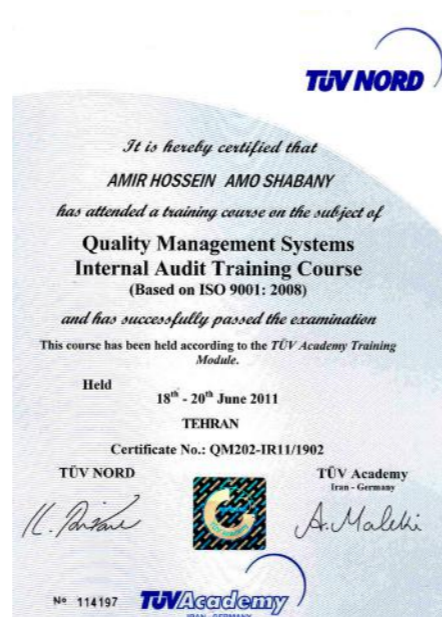 TÜV NORD
It is hereby certified that
AMIR HOSSEIN AMO SHABANY
has attended a training course on the subject of
Quality Management Systems
Internal Audit Training Course
(Based on ISO 9001: 2008)
and has successfully passed the examination
This course has been held according to the TÜV Academy Training
Module.
Held
18th - 20th June 2011
TEHRAN
Certificate No.: QM202-IR11/1902
TÜV NORD
TÜV Academy
Iran - Germany
A. Maleki
No 114197
TÜV Academy
IRAN - GERMANY